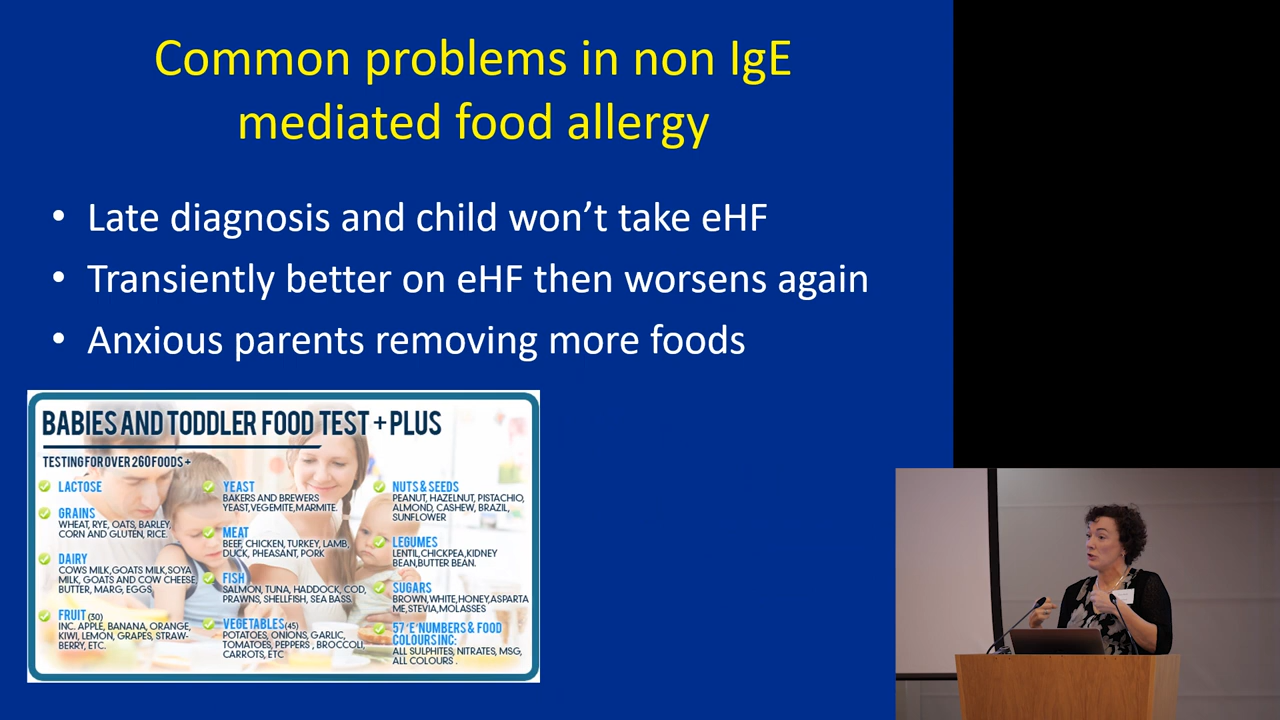 Common problems in non IgE
mediated food allergy
• Late diagnosis and child won't take eHF
• Transiently better on eHF then worsens again
• Anxious parents removing more foods
BABIES AND TODDLER FOOD TEST + PLUS
TESTING FOR OVER 260 FOODS +
LACTOSE
GRAINS
WHEAT, RYE, OATS, BARLEY,
CORN AND GLUTEN, RICE.
DAIRY
COWS MILK,GOATS MILK,SOYA
MILK, GOATS AND COW CHEESE,
BUTTER, MARG, EGGS
FRUIT (30)
INC. APPLE, BANANA, ORANGE,
KIWI, LEMON, GRAPES, STRAW-
BERRY, ETC.
YEAST
BAKERS AND BREWERS
YEAST,VEGEMITE,MARMITE.
MEAT
BEEF, CHICKEN, TURKEY, LAMB,
DUCK, PHEASANT, PORK
FISH
SALMON, TUNA, HADDOCK, COD,
PRAWNS, SHELLFISH, SEA BASS.
VEGETABLES (45)
POTATOES, ONIONS, GARLIC,
TOMATOES, PEPPERS , BROCCOLI,
CARROTS, ETC
NUTS & SEEDS
PEANUT, HAZELNUT, PISTACHIO,
ALMOND, CASHEW, BRAZIL,
SUNFLOWER
LEGUMES
LENTIL,CHICKPEA,KIDNEY
BEAN,BUTTER BEAN.
SUGARS
BROWN,WHITE,HONEY,ASPARTA
ME,STEVIA,MOLASSES
57 'E' NUMBERS & FOOD
COLOURS INC:
ALL SULPHITES, NITRATES, MSG,
ALL COLOURS .